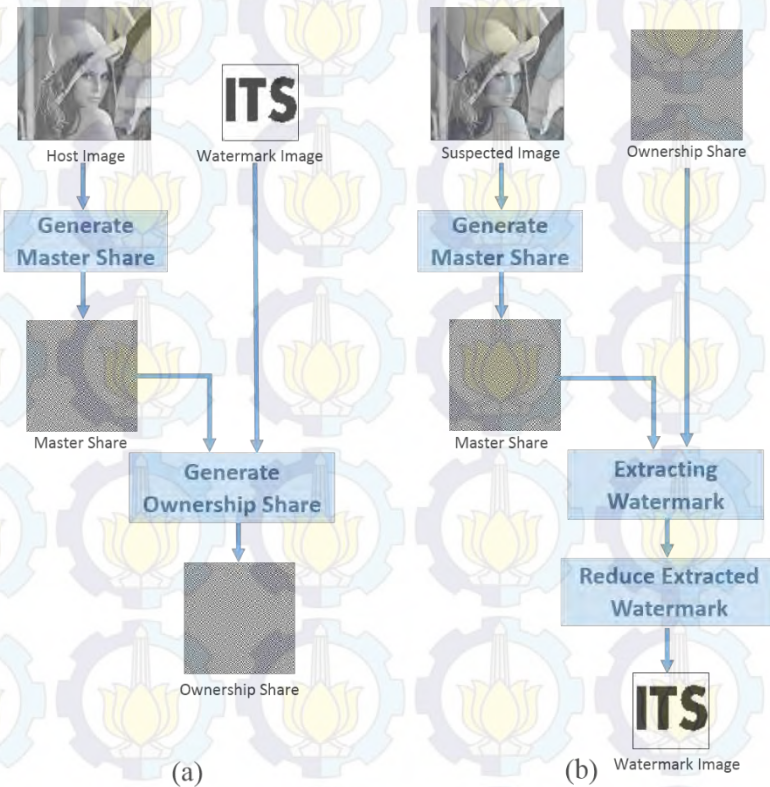 ITS
Host Image
Watermark Image
Generate
Master Share
Master Share
Generate
Ownership Share
Ownership Share
(a)
Suspected Image
Ownership Share
Generate
Master Share
Master Share
Extracting
Watermark
Reduce Extracted
Watermark
ITS
Watermark Image
(b)